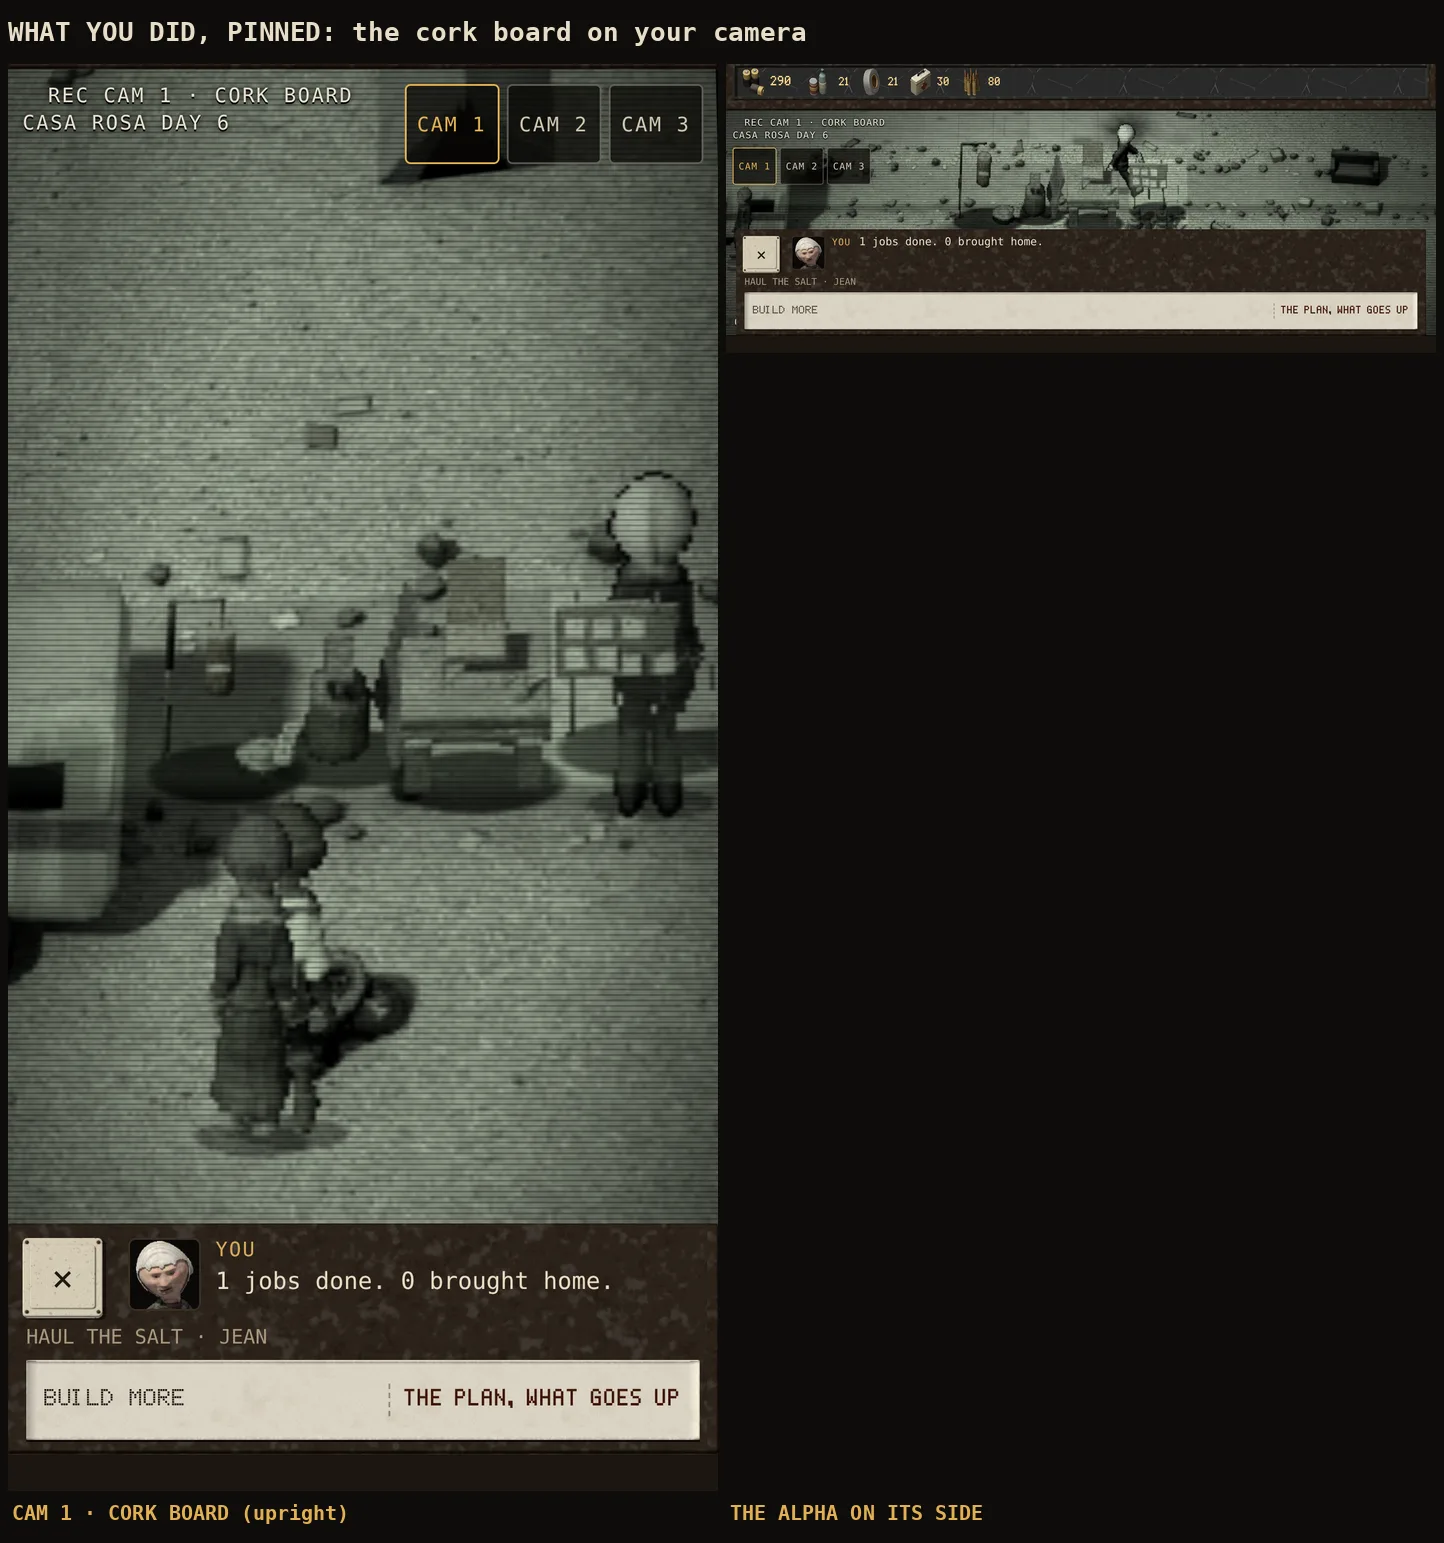 WHAT YOU DID, PINNED: the cork board on your camera
REC CAM 1 · CORK BOARD
CASA ROSA DAY 6
CAM 1
CAM 2
CAM 3
YOU
1 jobs done. 0 brought home.
×
HAUL THE SALT · JEAN
BUILD MORE
THE PLAN, WHAT GOES UP
CAM 1 · CORK BOARD (upright)
290
21
21
30
80
REC CAM 1 · CORK BOARD
CASA ROSA DAY 6
CAM 1
CAM 2
CAM 3
YOU 1 jobs done. 0 brought home.
×
HAUL THE SALT · JEAN
BUILD MORE
THE PLAN, WHAT GOES UP
THE ALPHA ON ITS SIDE